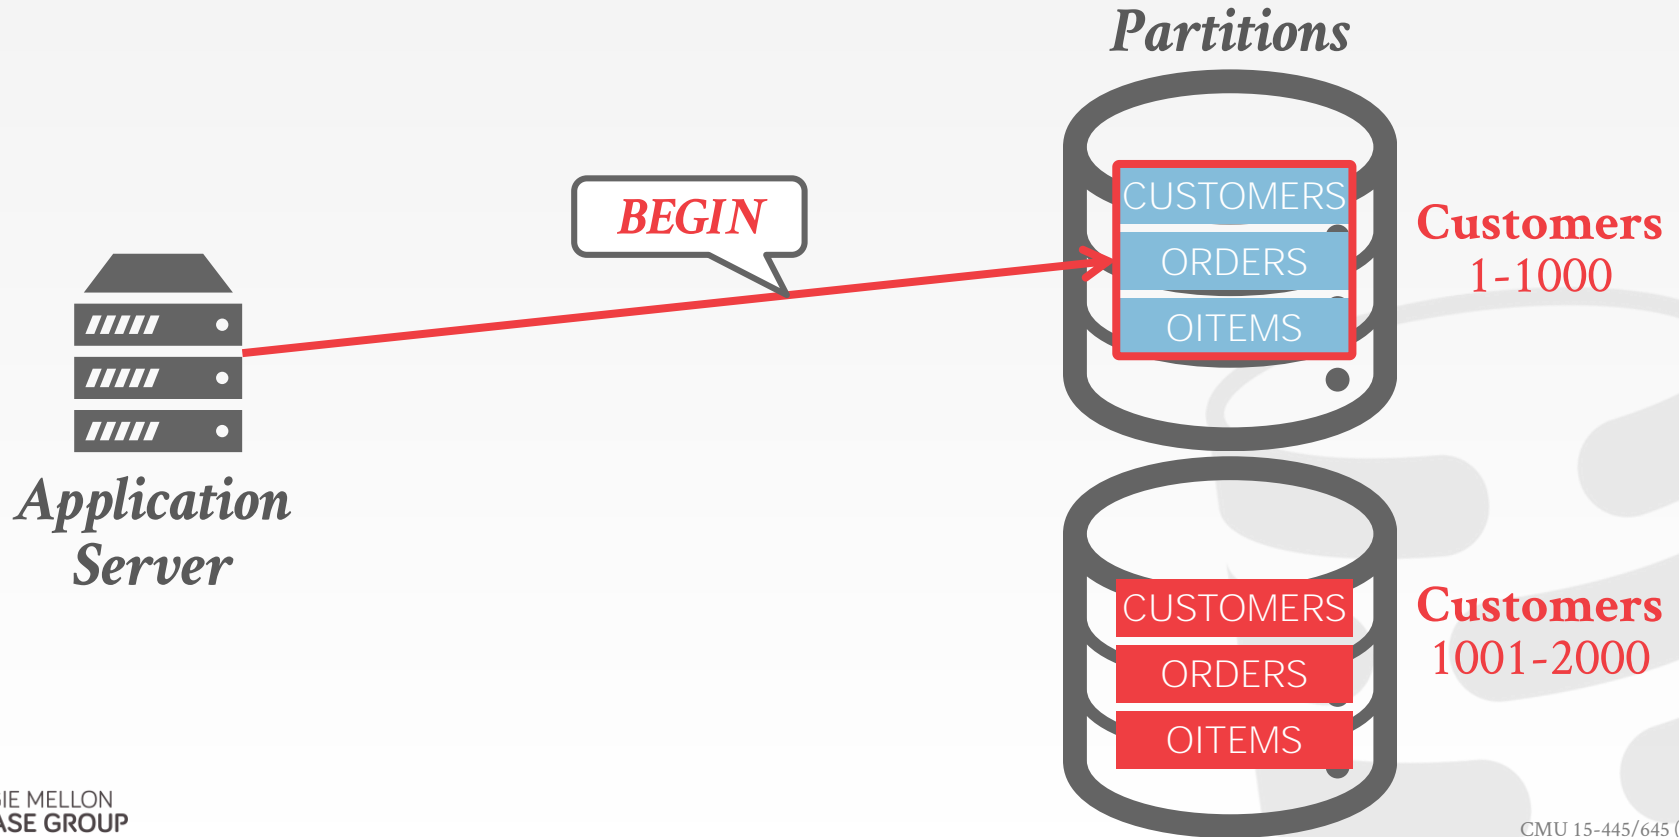 Partitions
BEGIN
CUSTOMERS
ORDERS
OITEMS
Customers
1-1000
Application
Server
CUSTOMERS
ORDERS
OITEMS
Customers
1001-2000
IE MELLON
ASE GROUP
CMU 15-445/645 (